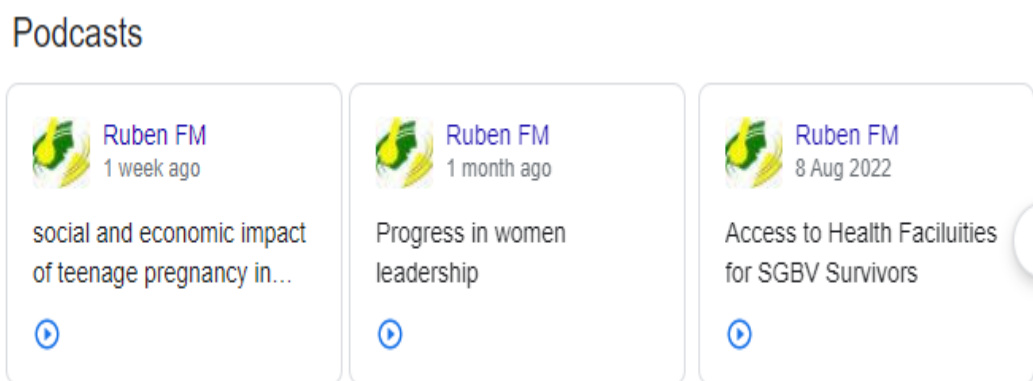 Podcasts
Ruben FM
1 week ago
social and economic impact
of teenage pregnancy in...
Ruben FM
1 month ago
Progress in women
leadership
Ruben FM
8 Aug 2022
Access to Health Faciluities
for SGBV Survivors